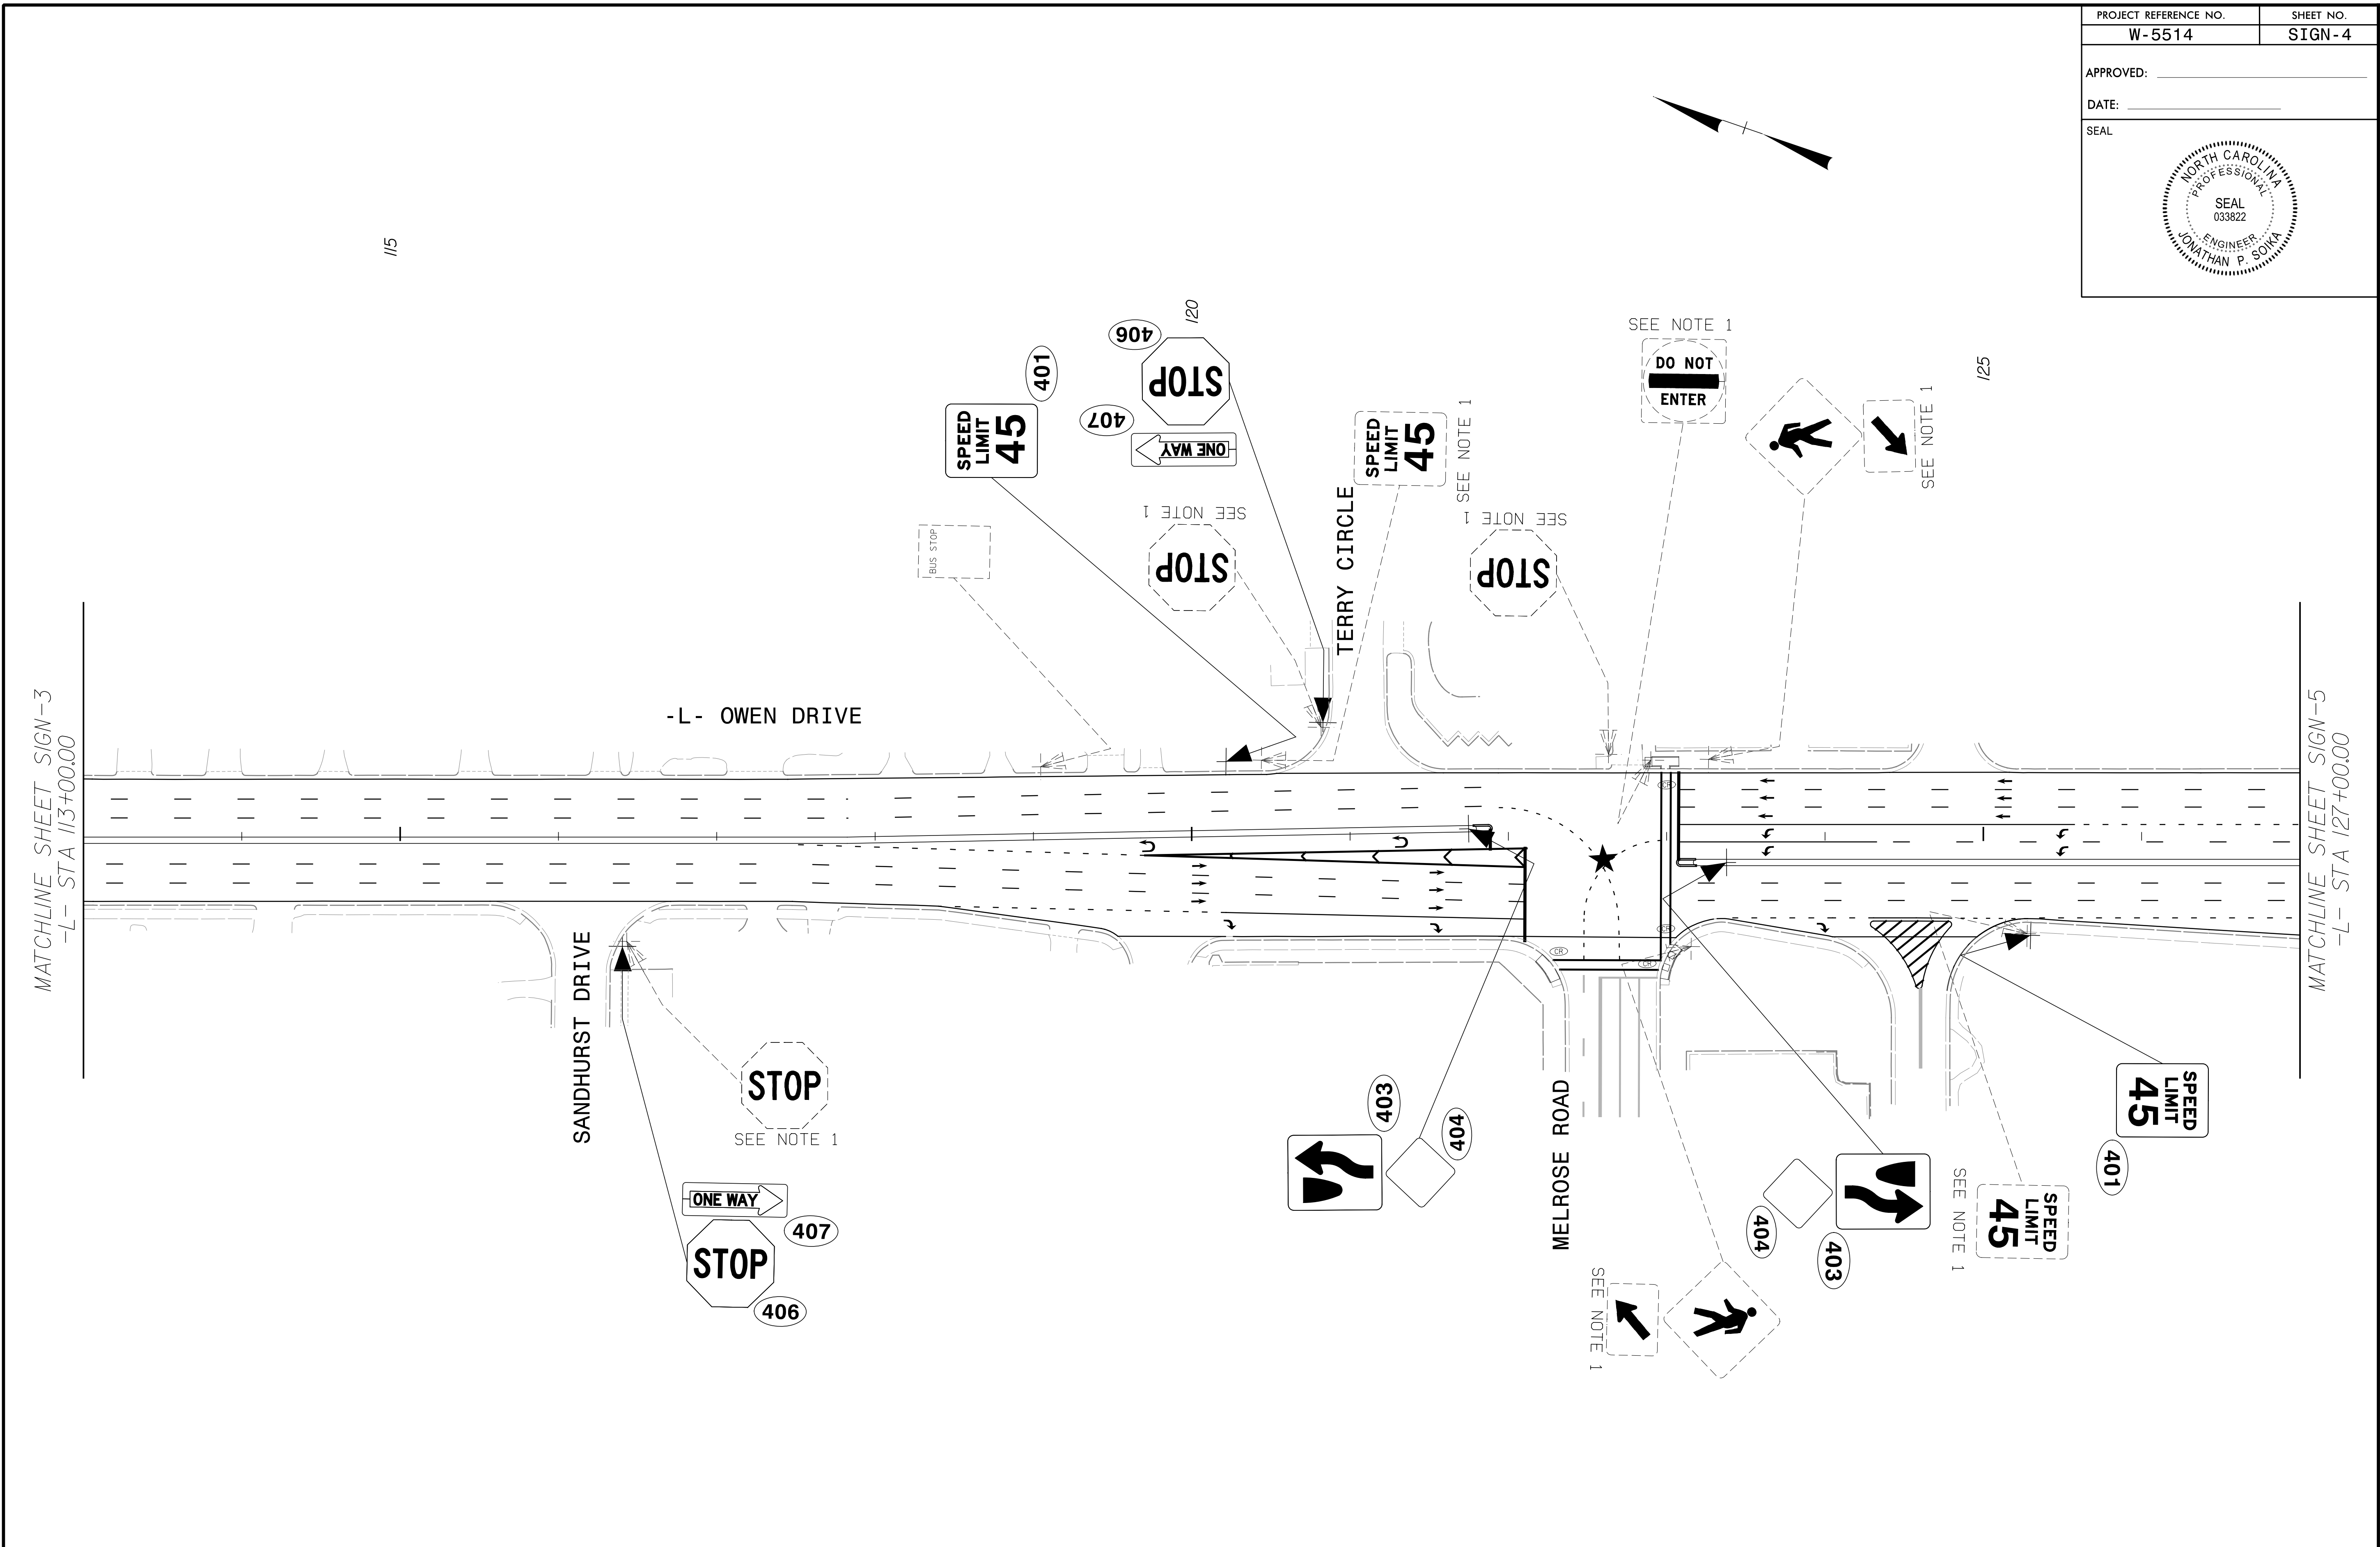 PROJECT REFERENCE NO.
SHEET NO.
W-5514
SIGN-4
APPROVED:
DATE:
SEAL
NORTH CAROLINA
PROFESSIONAL
SEAL
033822
ENGINEER
JONATHAN P. SOIKA
115
120
125
406
STOP
407
ONE WAY
401
SPEED
LIMIT
45
SEE NOTE 1
STOP
BUS STOP
SPEED
LIMIT
45
SEE NOTE 1
TERRY CIRCLE
SEE NOTE 1
STOP
SEE NOTE 1
DO NOT
ENTER
SEE NOTE 1
-L- OWEN DRIVE
MATCHLINE SHEET SIGN-3
-L- STA 113+00.00
MATCHLINE SHEET SIGN-5
-L- STA 127+00.00
CR
CR
CR
CR
SANDHURST DRIVE
STOP
SEE NOTE 1
ONE WAY
407
STOP
406
403
404
MELROSE ROAD
404
403
SEE NOTE 1
SEE NOTE 1
SPEED
LIMIT
45
SPEED
LIMIT
45
401